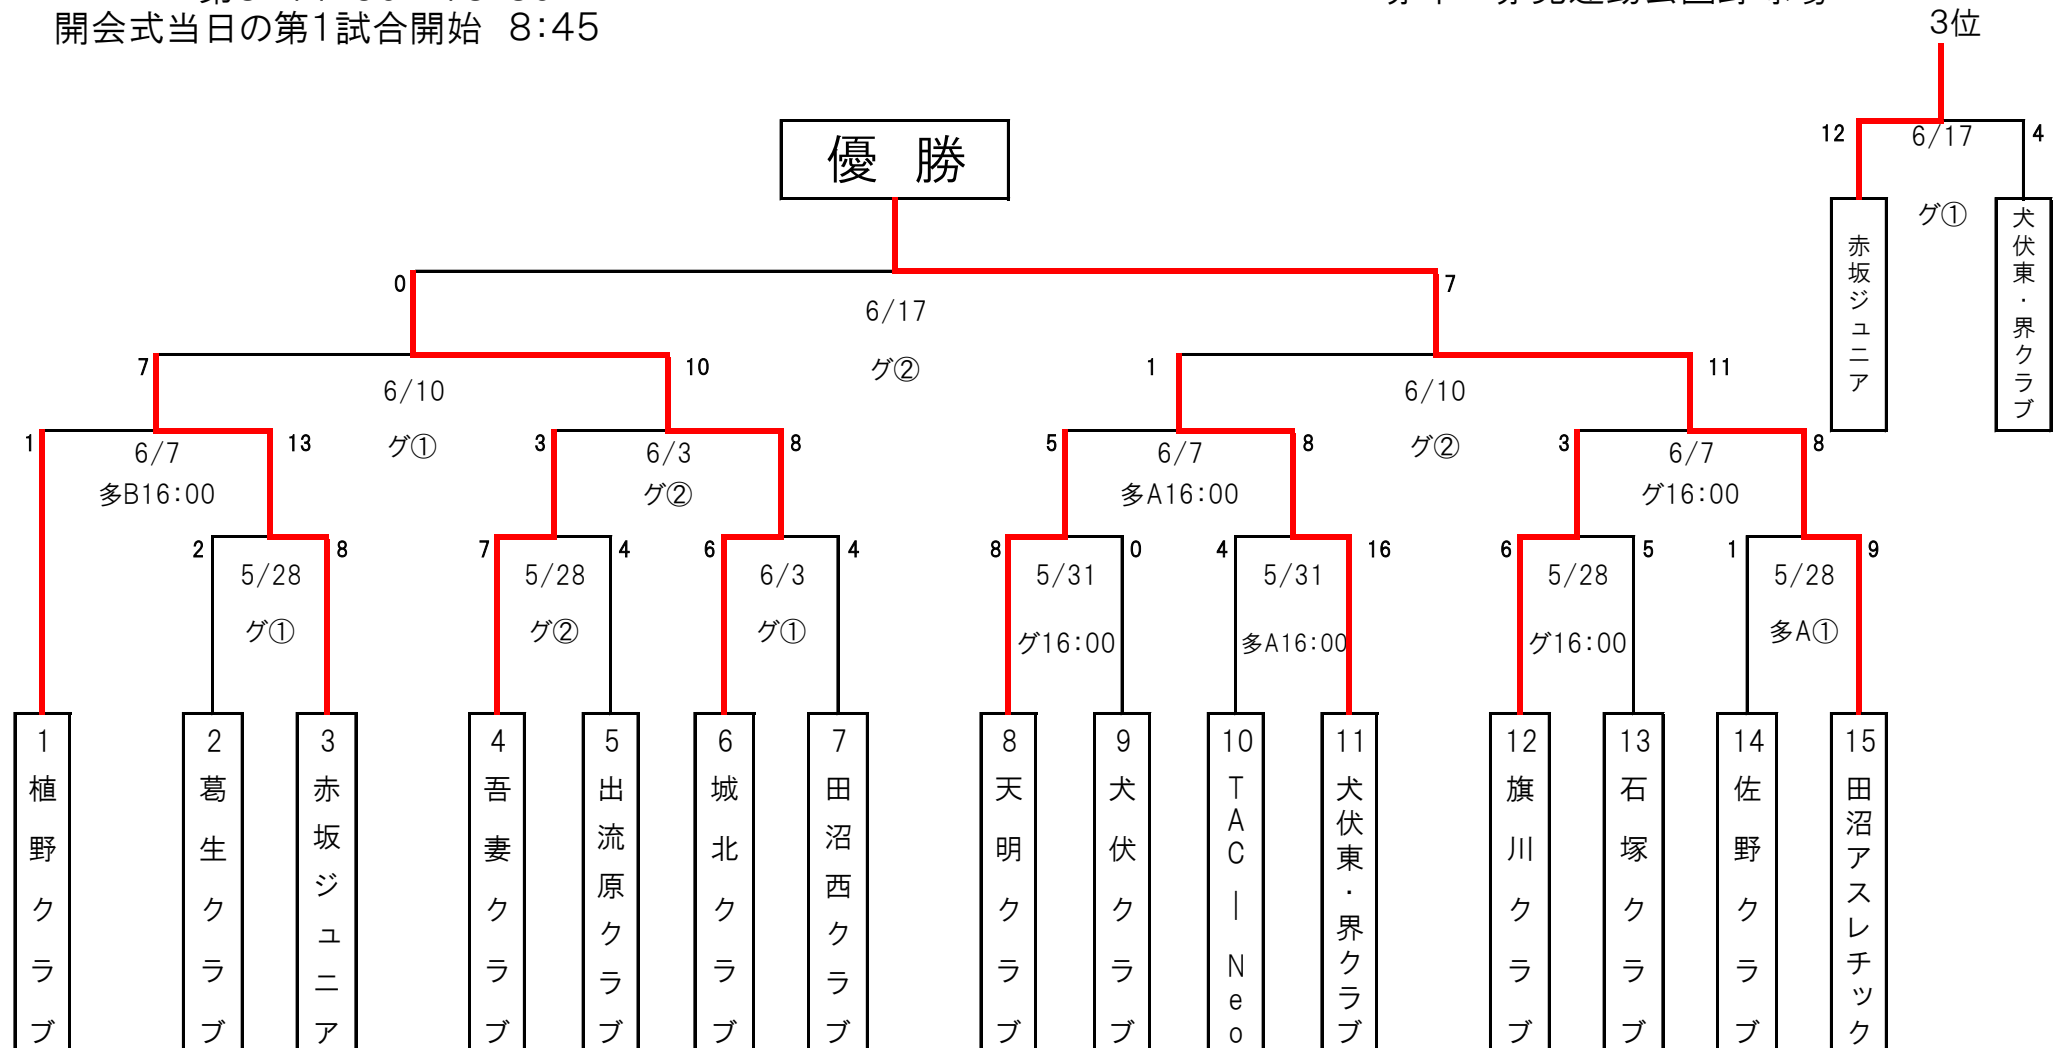 開会式当日の第1試合開始 8:45
3位
12 6/17 4
グ①
赤坂ジュニア
犬伏東・界クラブ
優 勝
0 7
6/17
グ②
7 10
6/10
グ①
1 11
6/10
グ②
1 13
6/7
多B16:00
3 8
6/3
グ②
5 8
6/7
多A16:00
3 8
6/7
グ16:00
2 8
5/28
グ①
7 4
5/28
グ②
6 4
6/3
グ①
8 0
5/31
グ16:00
4 16
5/31
多A16:00
6 5
5/28
グ16:00
1 9
5/28
多A①
1 植野クラブ
2 葛生クラブ
3 赤坂ジュニア
4 吾妻クラブ
5 出流原クラブ
6 城北クラブ
7 田沼西クラブ
8 天明クラブ
9 犬伏クラブ
10 TAC｜Neo
11 犬伏東・界クラブ
12 旗川クラブ
13 石塚クラブ
14 佐野クラブ
15 田沼アスレチック